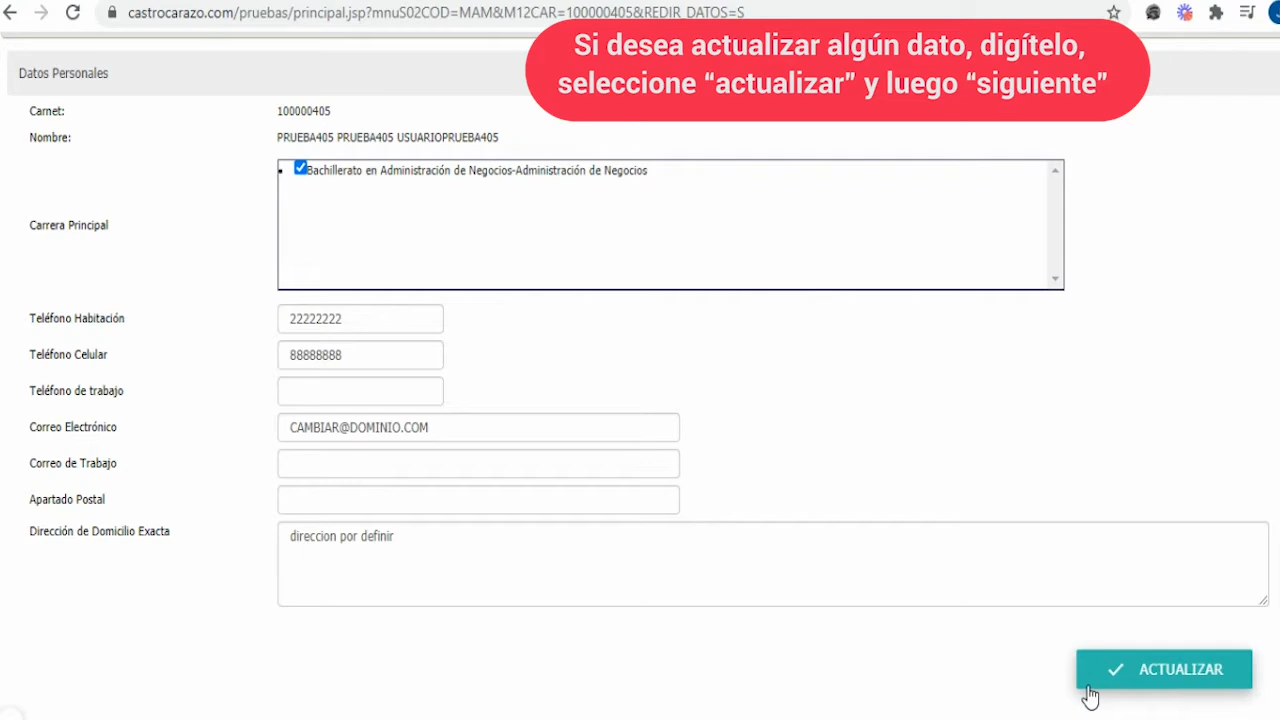 castrocarazo.com/pruebas/principal.jsp?mnuS02COD=MAM&M12CAR=100000405&REDIR_DATOS=S
Si desea actualizar algún dato, digítelo,
seleccione “actualizar” y luego “siguiente”
Datos Personales
Carnet: 100000405
Nombre: PRUEBA405 PRUEBA405 USUARIOPRUEBA405
Bachillerato en Administración de Negocios-Administración de Negocios
Carrera Principal
Teléfono Habitación 22222222
Teléfono Celular 88888888
Teléfono de trabajo
Correo Electrónico CAMBIAR@DOMINIO.COM
Correo de Trabajo
Apartado Postal
Dirección de Domicilio Exacta direccion por definir
ACTUALIZAR